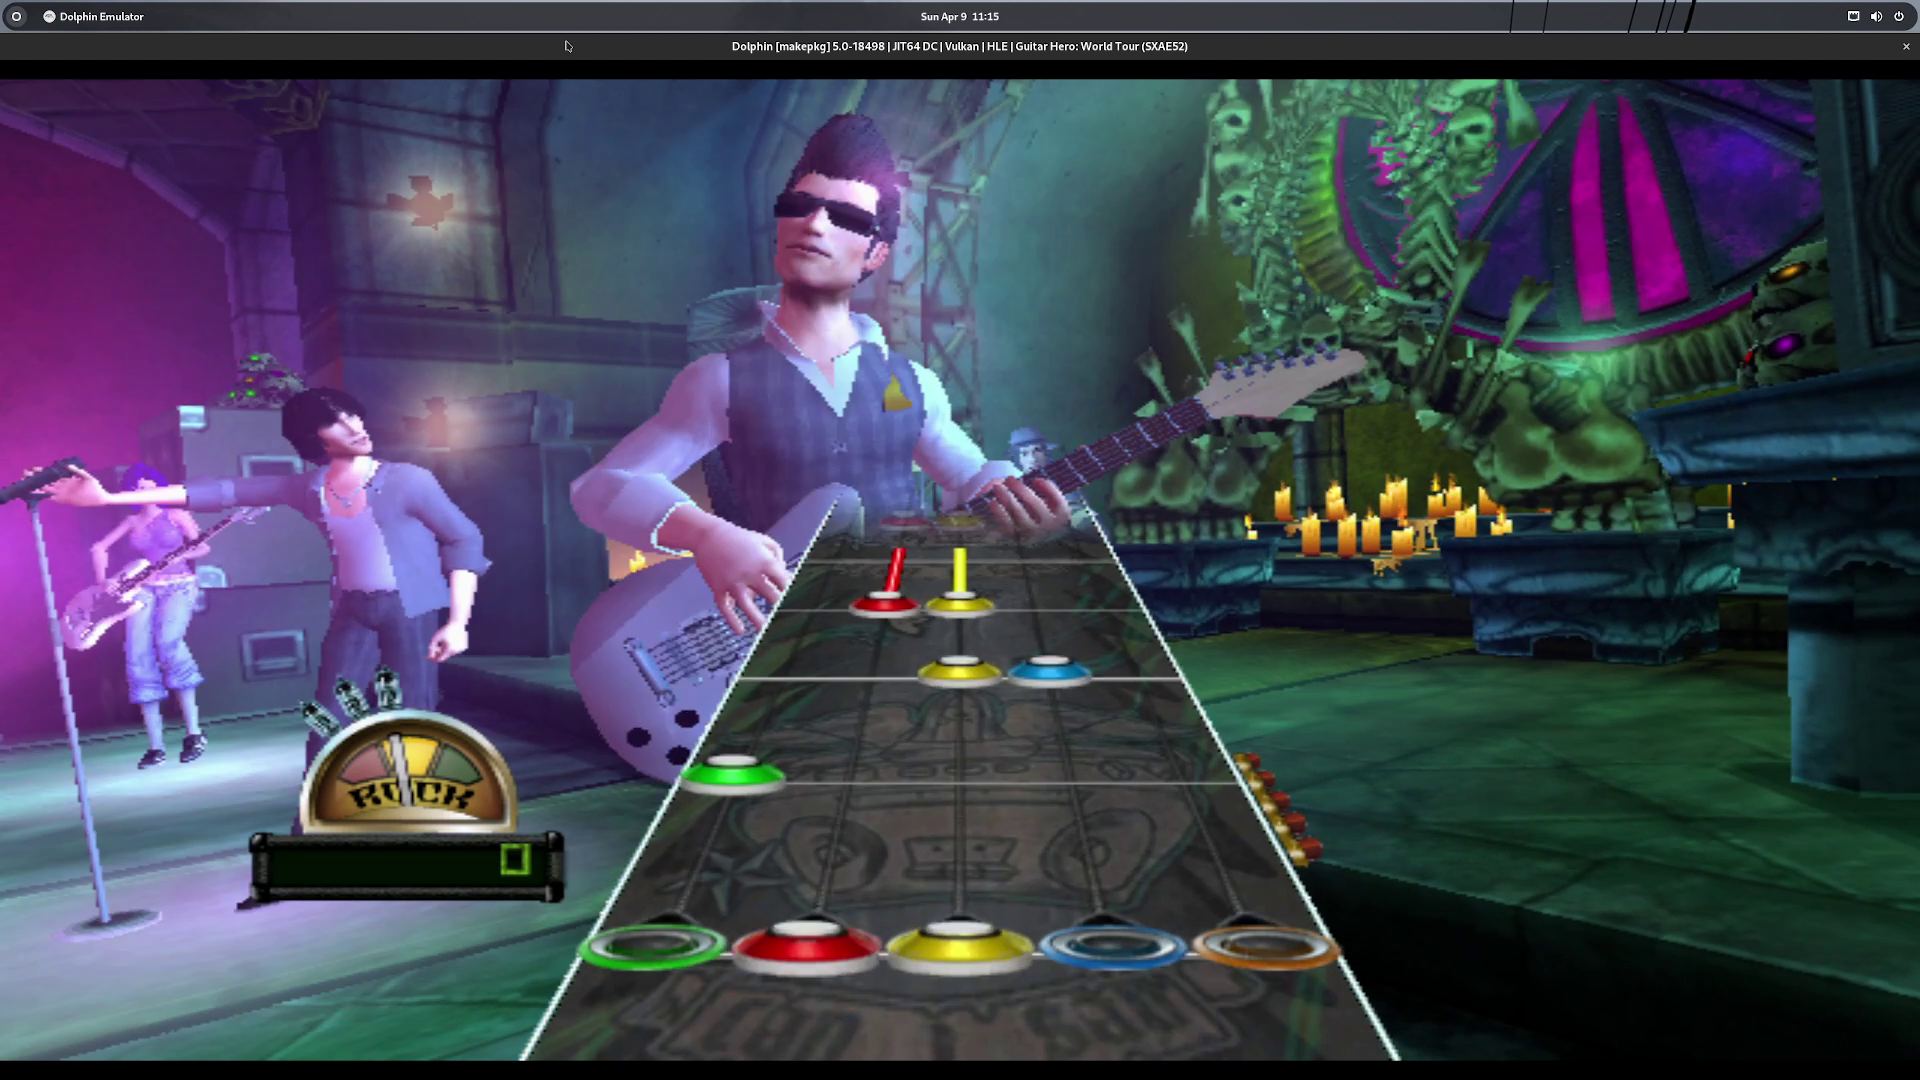 Dolphin Emulator
Sun Apr 9 11:15
Dolphin [makepkg] 5.0-18498 | JIT64 DC | Vulkan | HLE | Guitar Hero: World Tour (SXAE52)
ROCK
0